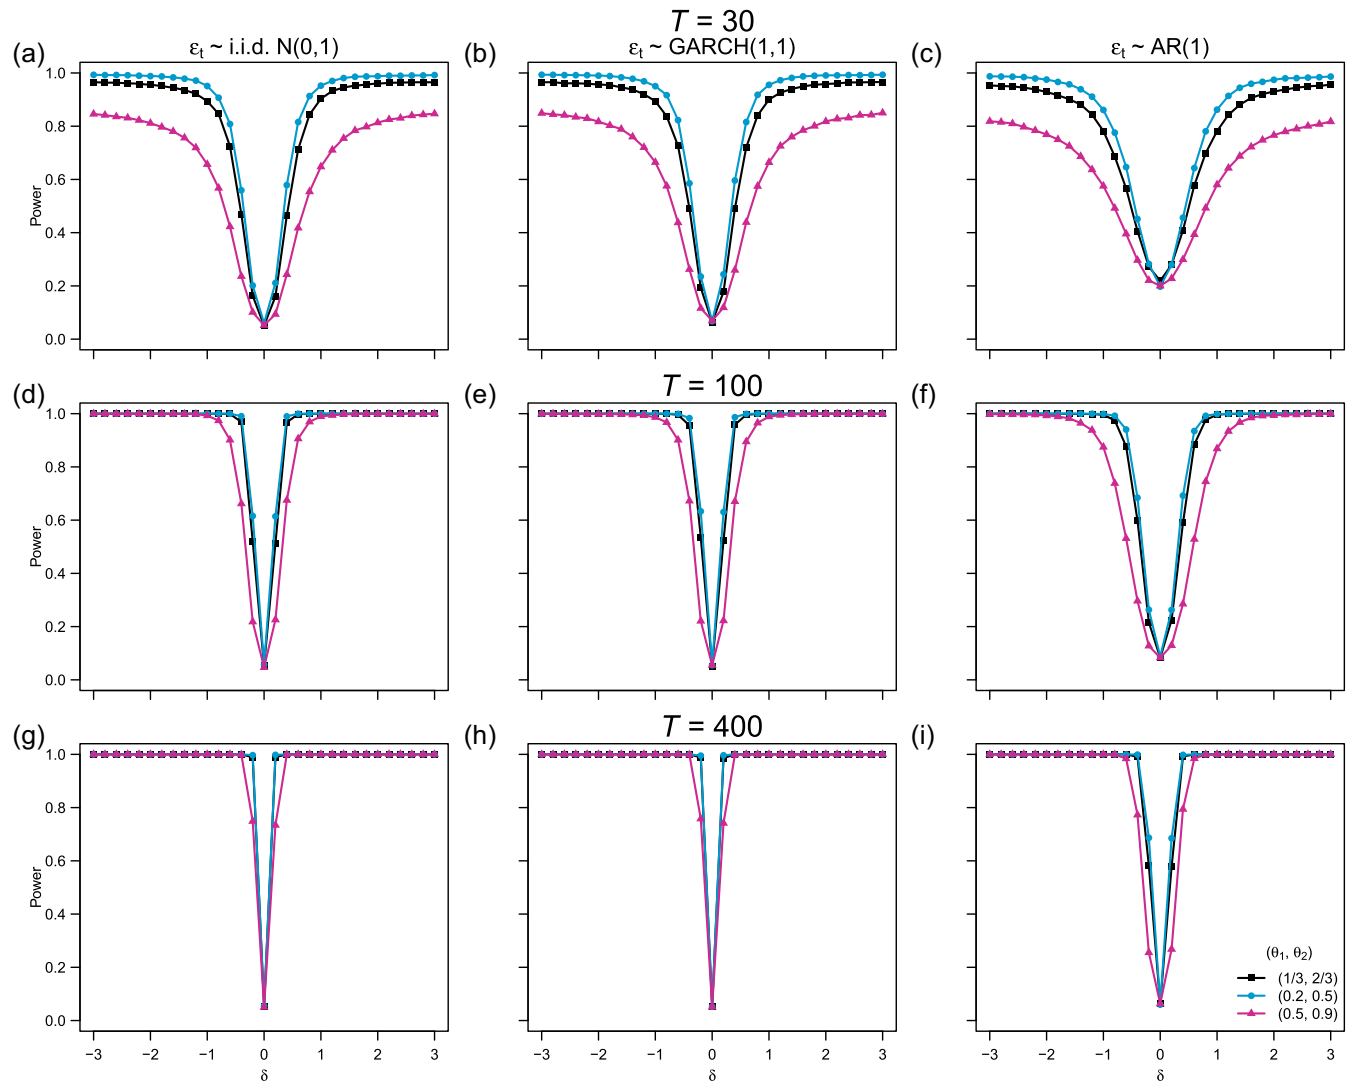 T = 30
(a) εt ~ i.i.d. N(0,1)
(b) εt ~ GARCH(1,1)
(c) εt ~ AR(1)
1.0
0.8
0.6
0.4
0.2
0.0
Power
T = 100
(d)
(e)
(f)
1.0
0.8
0.6
0.4
0.2
0.0
Power
T = 400
(g)
(h)
(i)
1.0
0.8
0.6
0.4
0.2
0.0
Power
(θ1, θ2)
(1/3, 2/3)
(0.2, 0.5)
(0.5, 0.9)
−3 −2 −1 0 1 2 3
−3 −2 −1 0 1 2 3
−3 −2 −1 0 1 2 3
δ
δ
δ